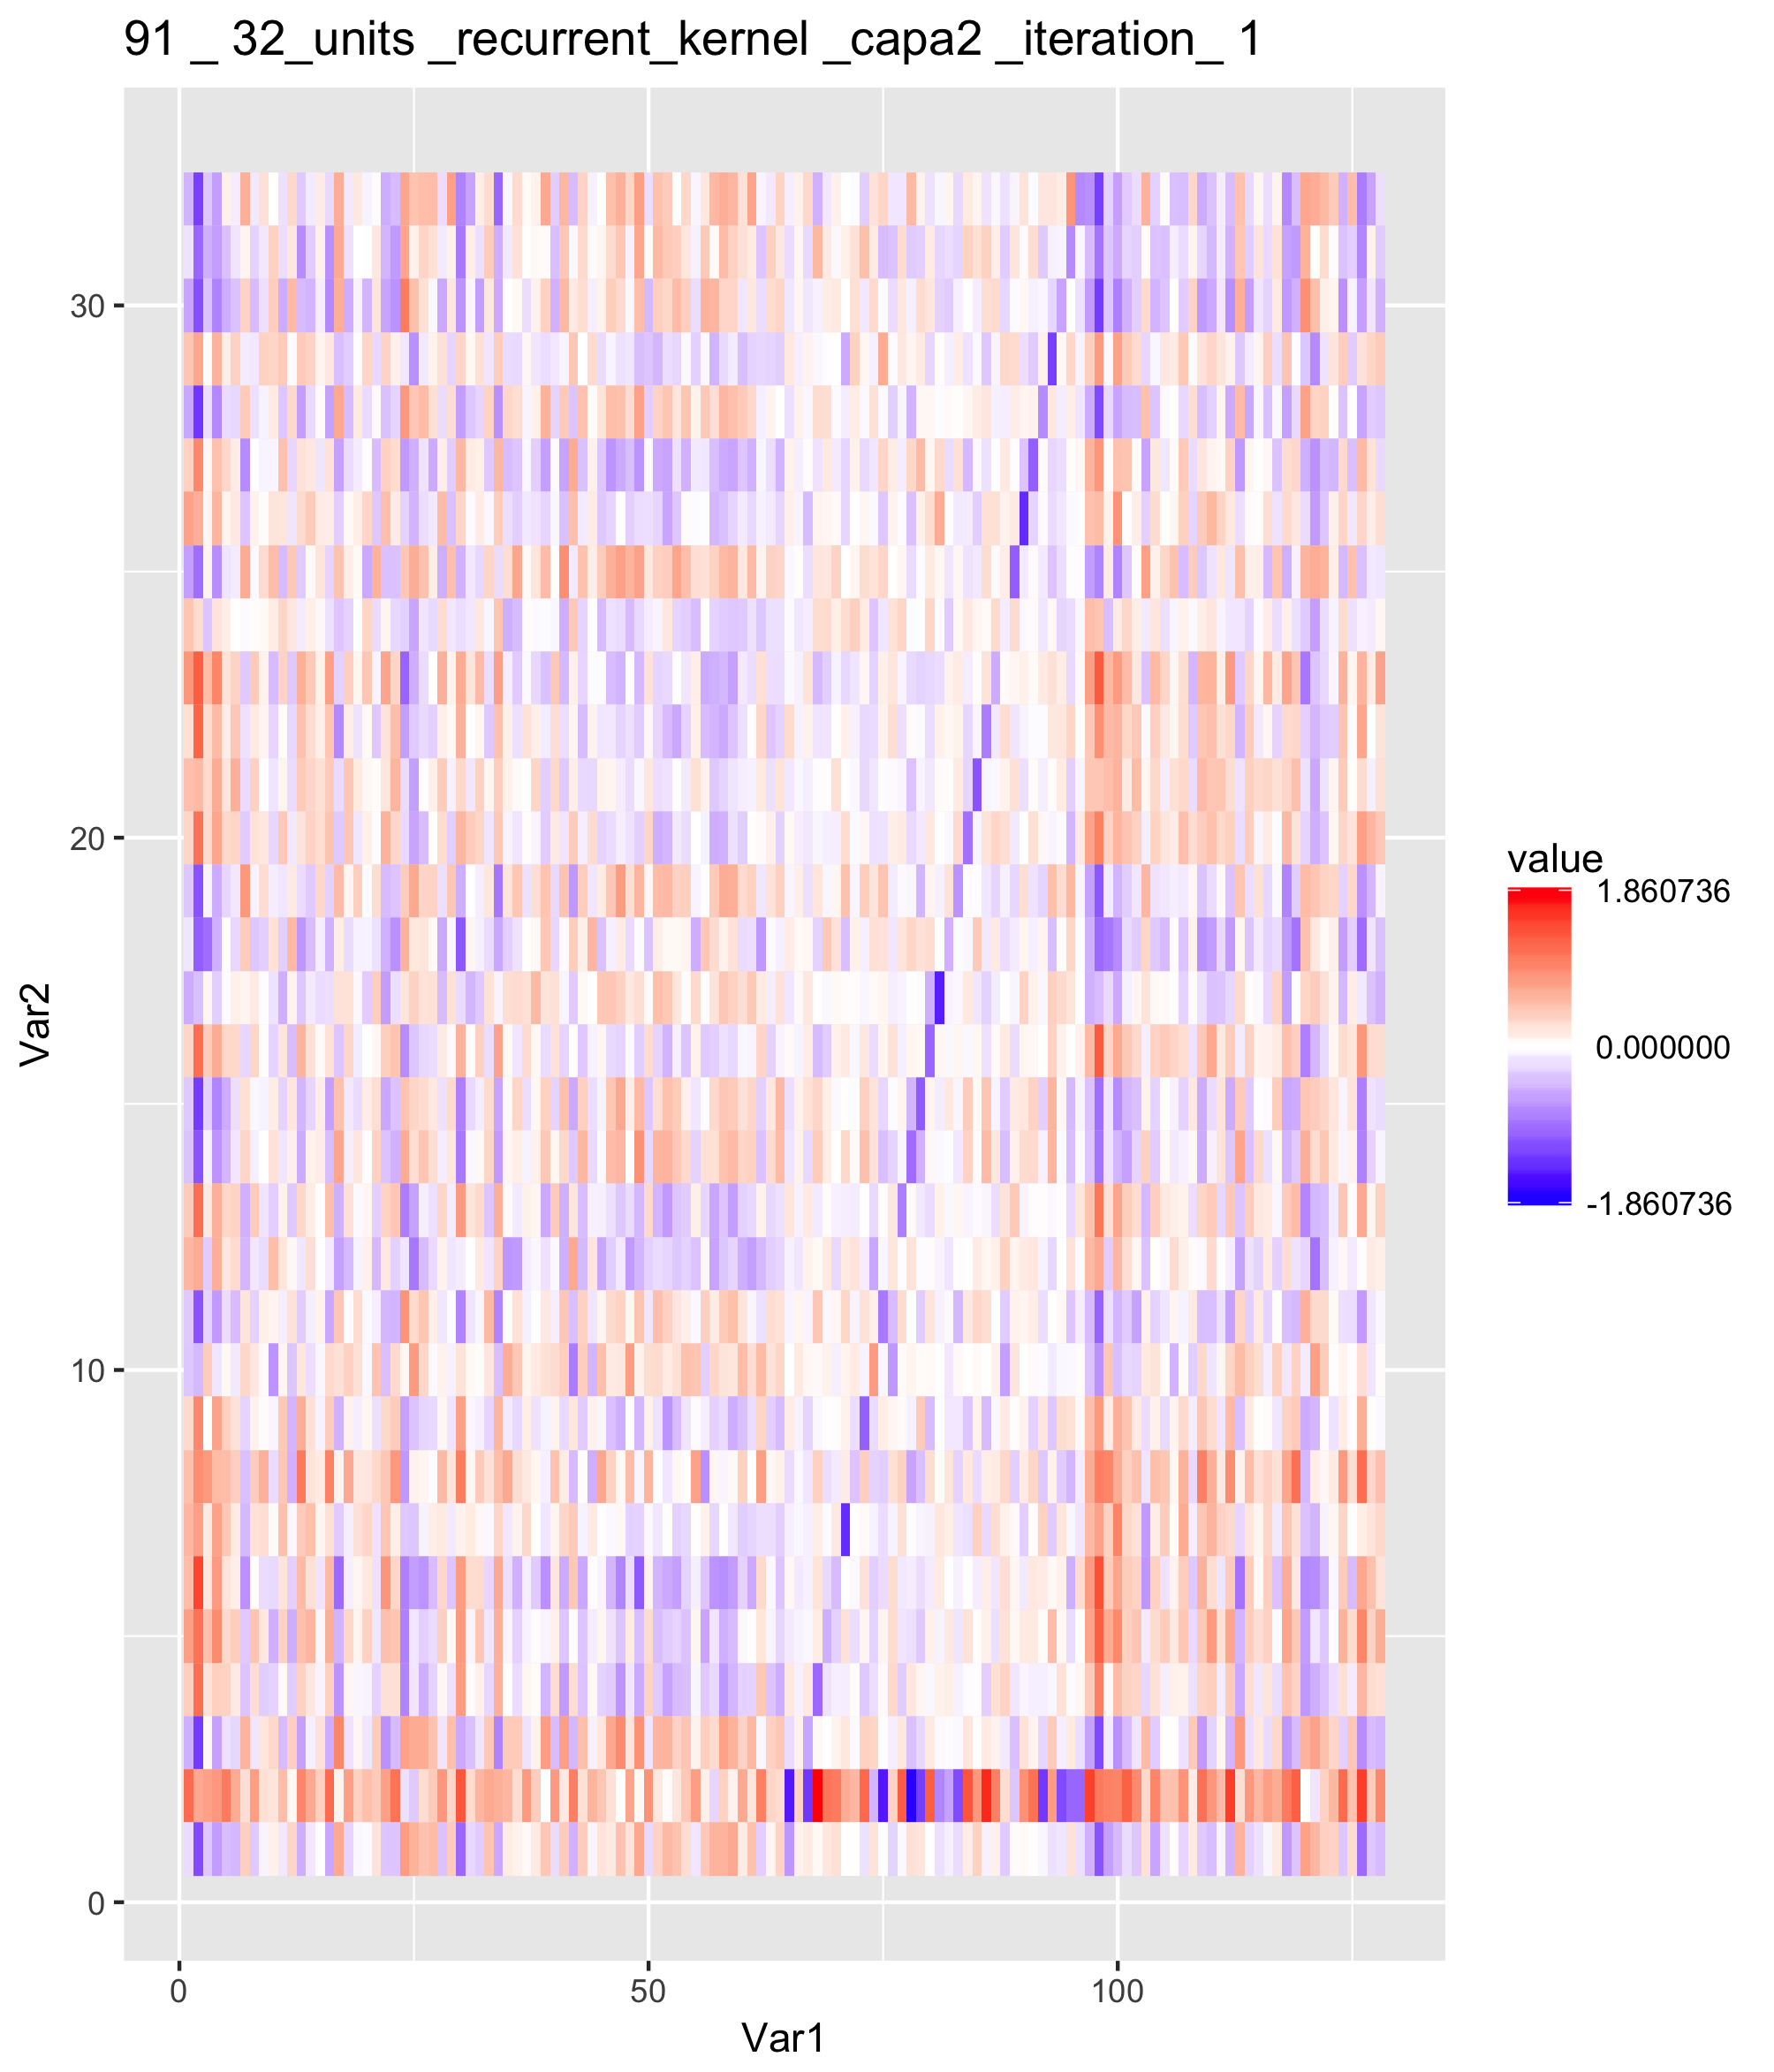 91 _ 32_units _recurrent_kernel _capa2 _iteration_ 1
30
20
10
0
Var2
0
50
100
Var1
value
1.860736
0.000000
-1.860736